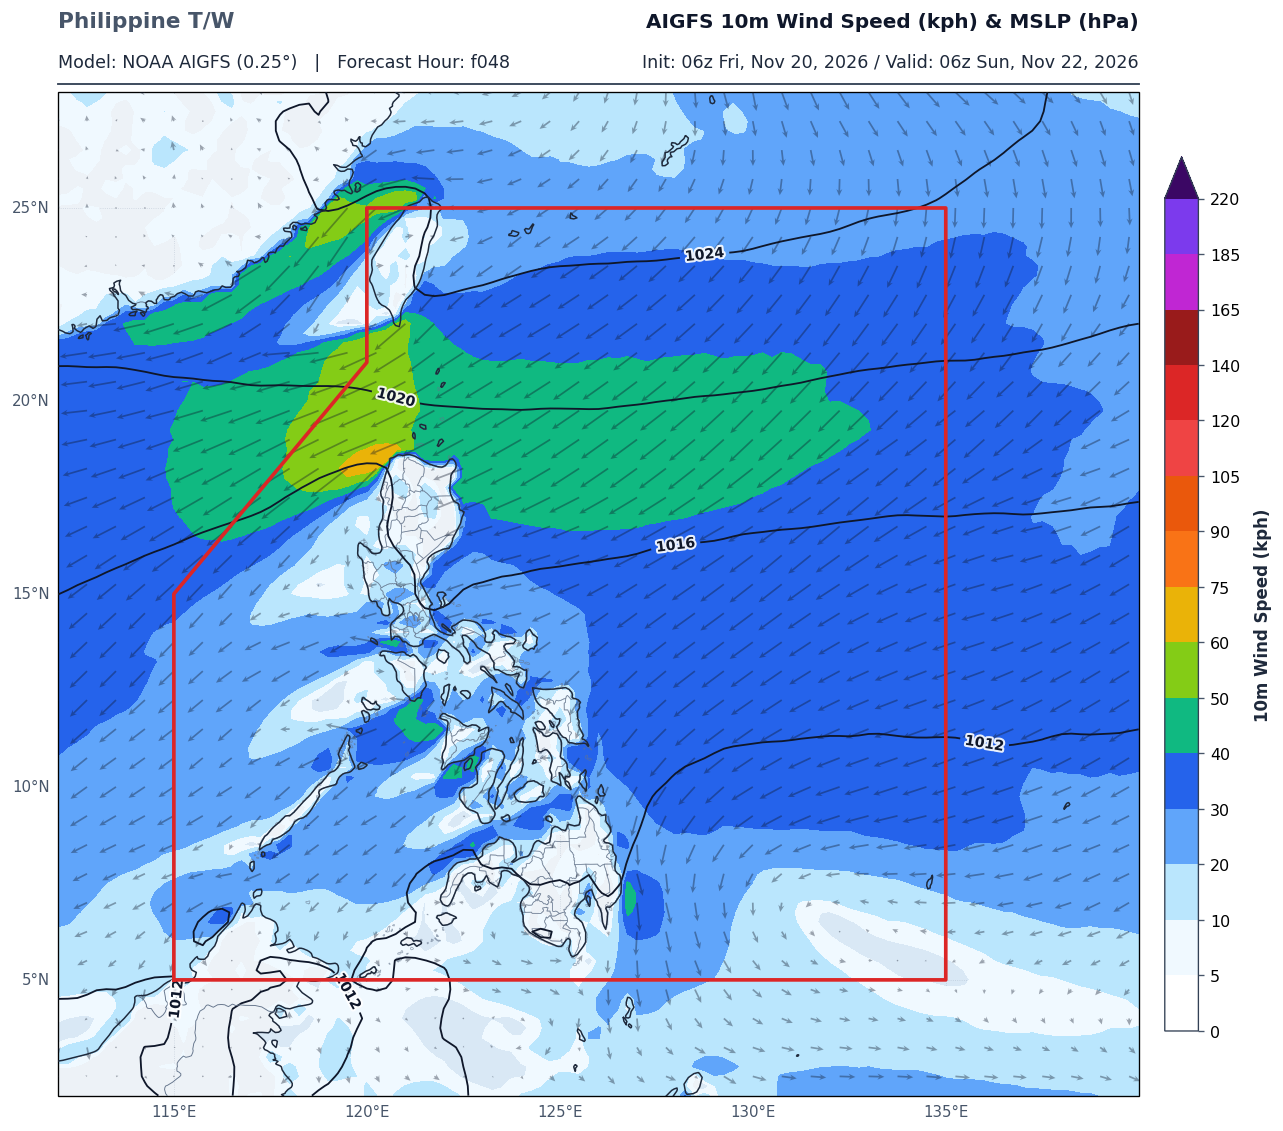 Philippine T/W
AIGFS 10m Wind Speed (kph) & MSLP (hPa)
Model: NOAA AIGFS (0.25°) | Forecast Hour: f048
Init: 06z Fri, Nov 20, 2026 / Valid: 06z Sun, Nov 22, 2026
25°N
20°N
15°N
10°N
5°N
1024
1020
1016
1012
1012
1012
115°E
120°E
125°E
130°E
135°E
220
185
165
140
120
105
90
75
60
50
40
30
20
10
5
0
10m Wind Speed (kph)